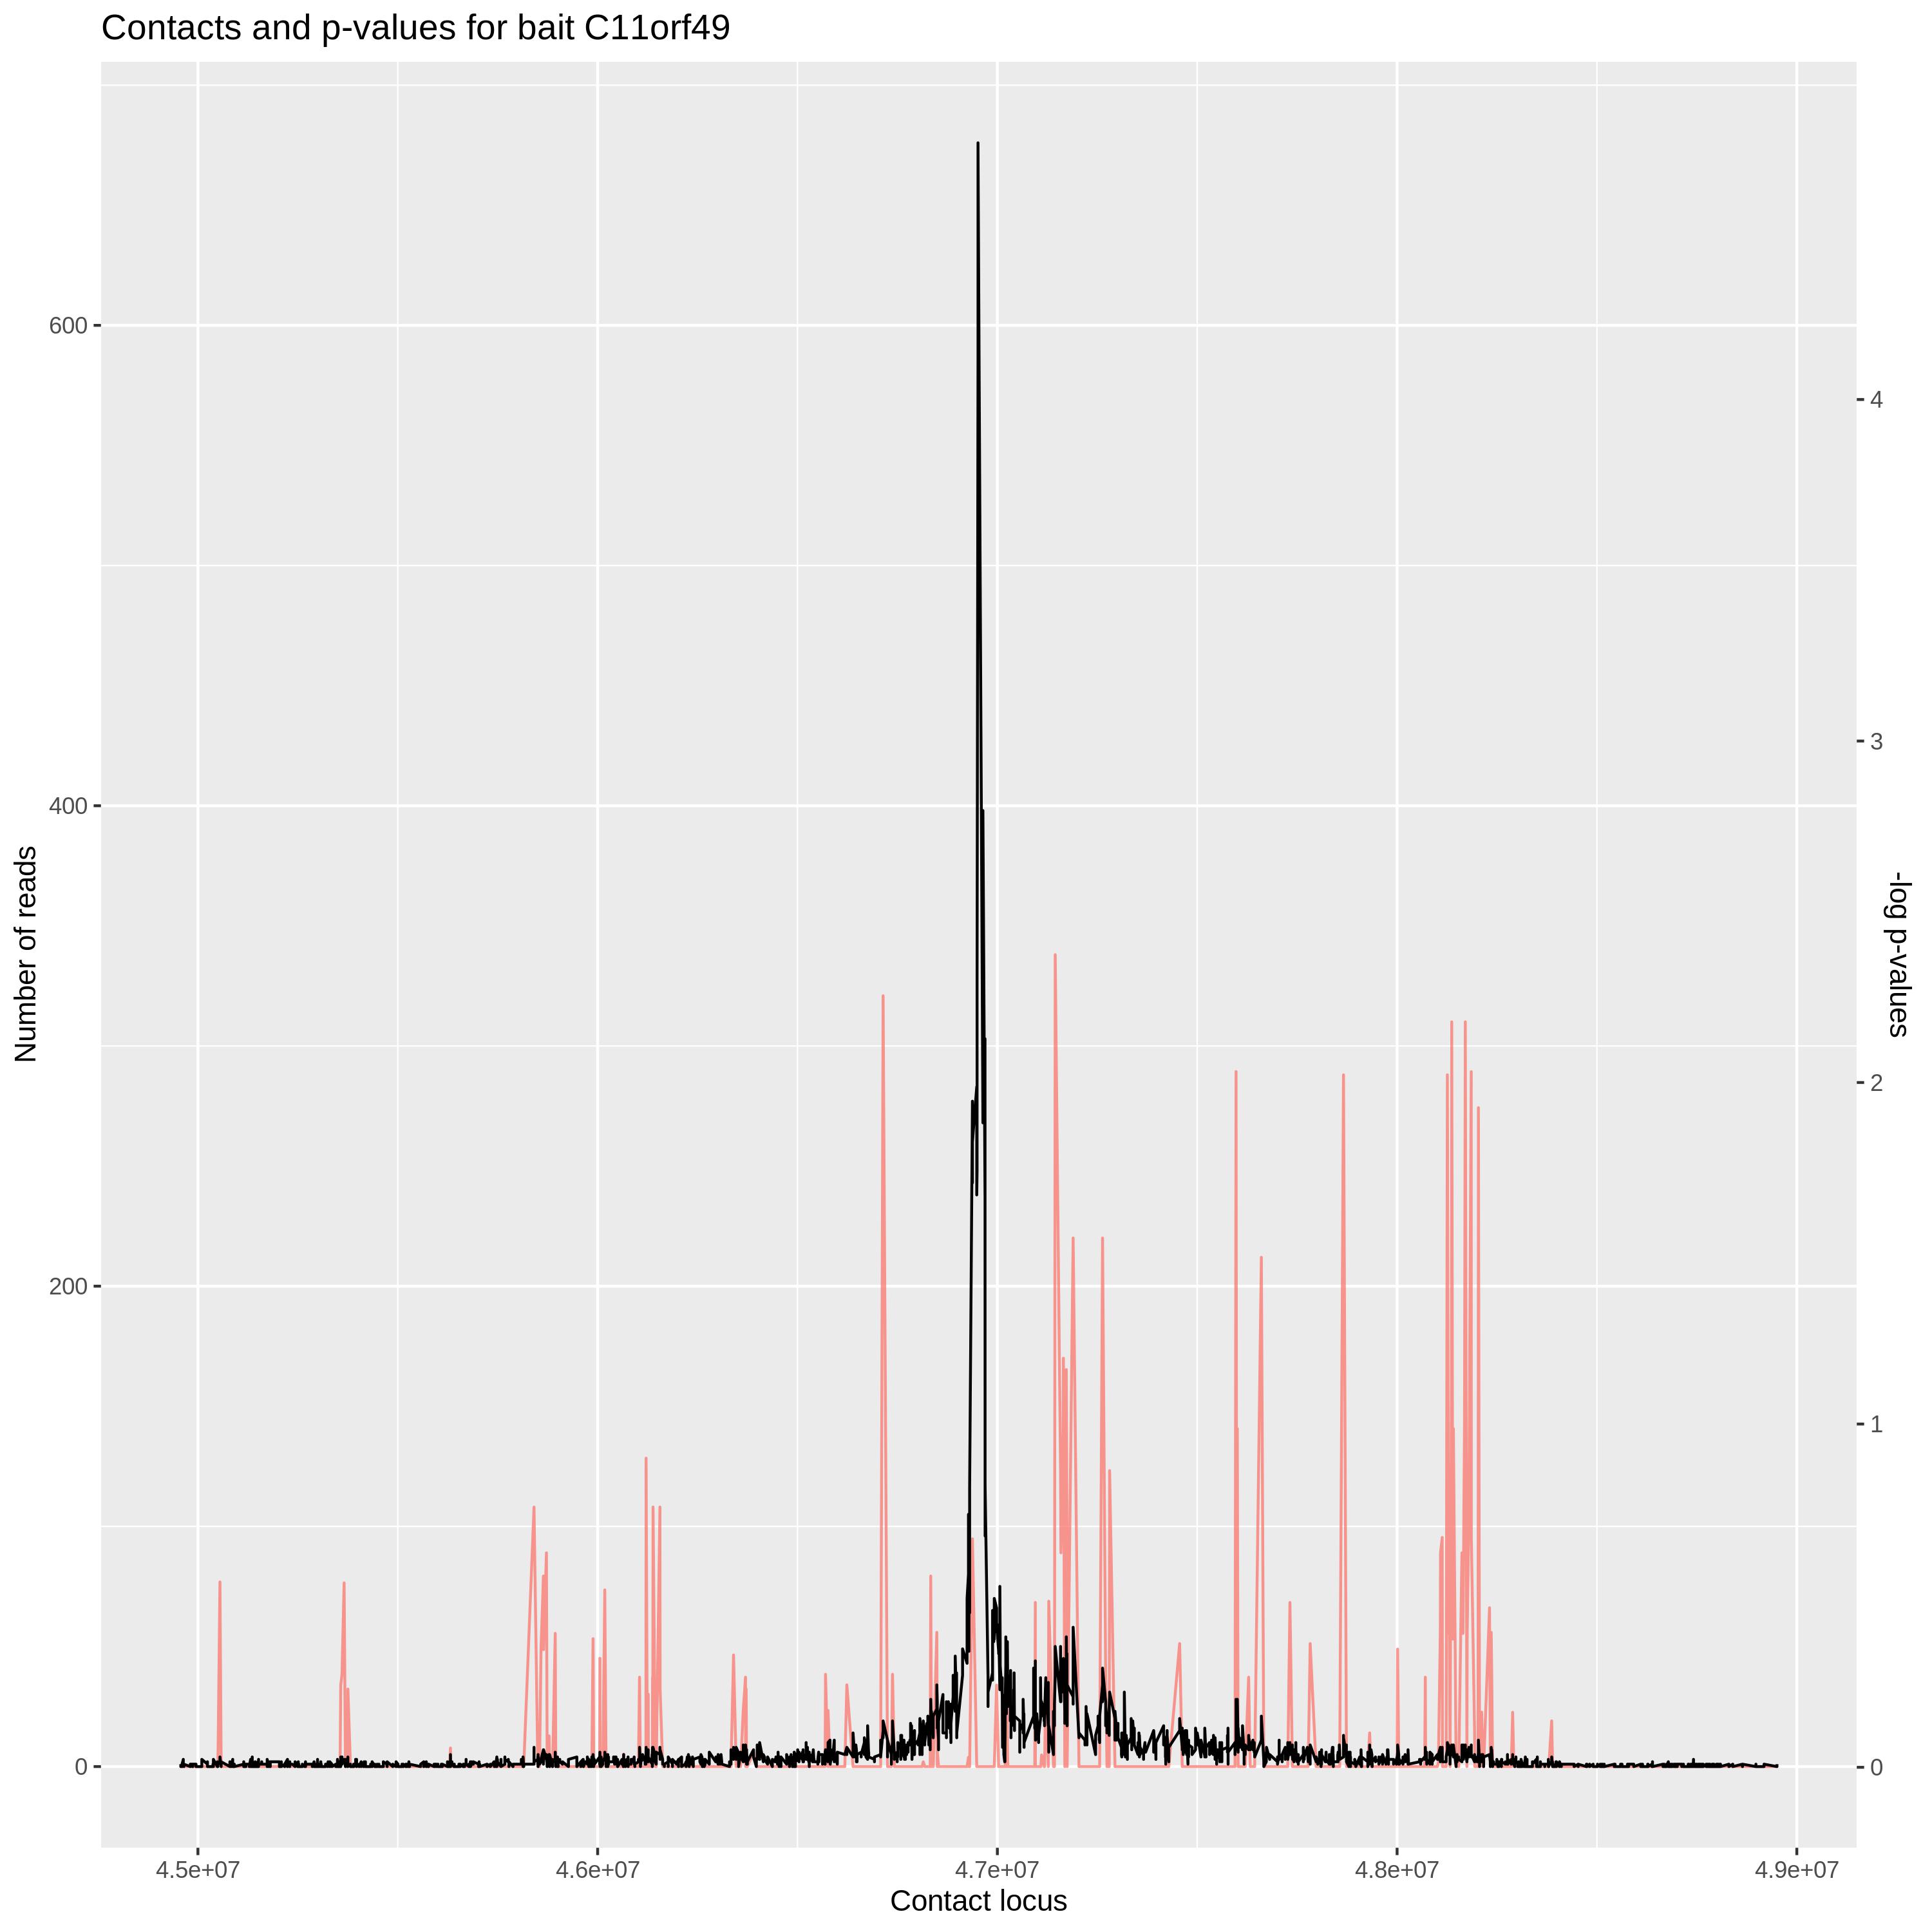 Contacts and p-values for bait C11orf49
600
400
200
0
Number of reads
4
3
2
1
0
-log p-values
4.5e+07 4.6e+07 4.7e+07 4.8e+07 4.9e+07
Contact locus